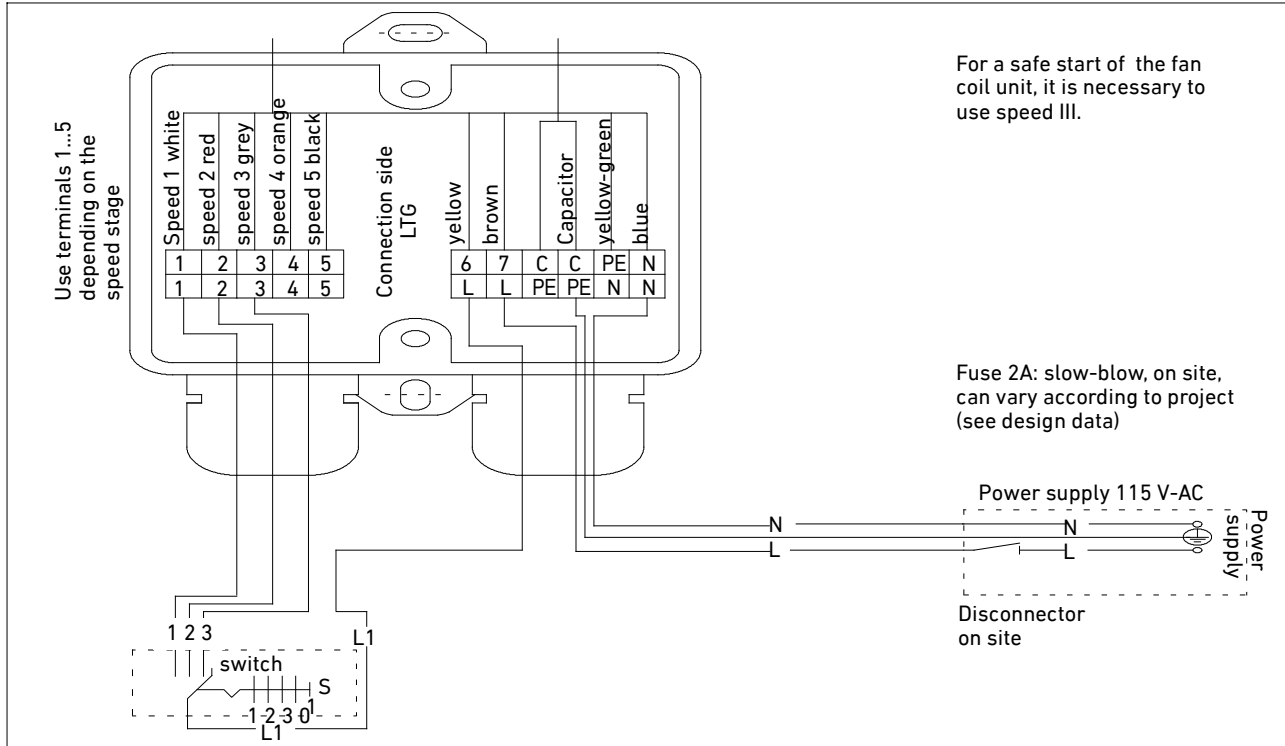 For a safe start of the fan
coil unit, it is necessary to
use speed III.
Use terminals 1...5
depending on the
speed stage
Speed 1 white
speed 2 red
speed 3 grey
speed 4 orange
speed 5 black
Connection side
LTG
yellow
brown
Capacitor
yellow-green
blue
1 2 3 4 5
1 2 3 4 5
6 7 C C PE N
L L PE PE N N
Fuse 2A: slow-blow, on site,
can vary according to project
(see design data)
Power supply 115 V-AC
N N
L L
Power
supply
Disconnector
on site
1 2 3
L1
switch
S
1
1 2 3 0
L1